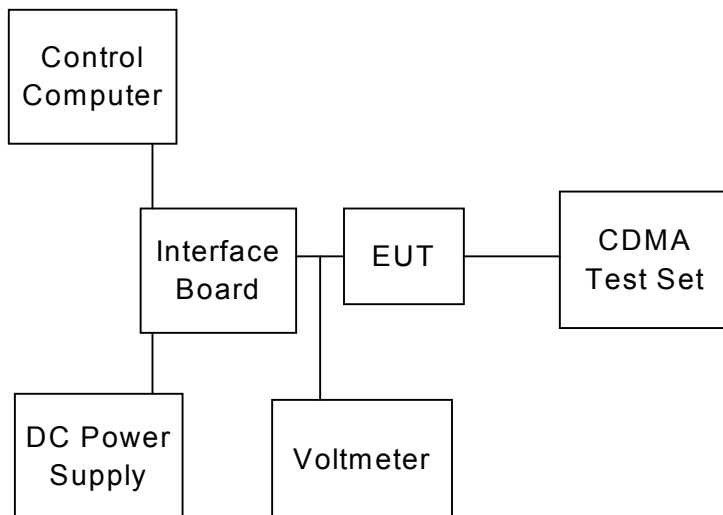 Control
Computer
Interface
Board
EUT
CDMA
Test Set
DC Power
Supply
Voltmeter